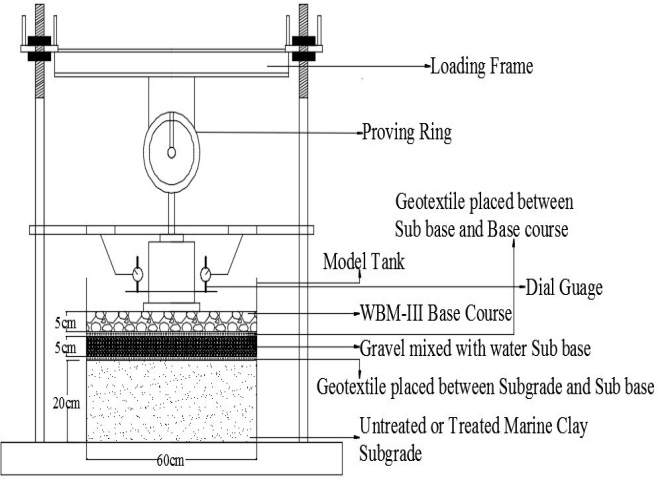 Loading Frame
Proving Ring
Geotextile placed between
Sub base and Base course
Model Tank
Dial Guage
WBM-III Base Course
5cm
5cm
Gravel mixed with water Sub base
Geotextile placed between Subgrade and Sub base
20cm
Untreated or Treated Marine Clay
Subgrade
60cm